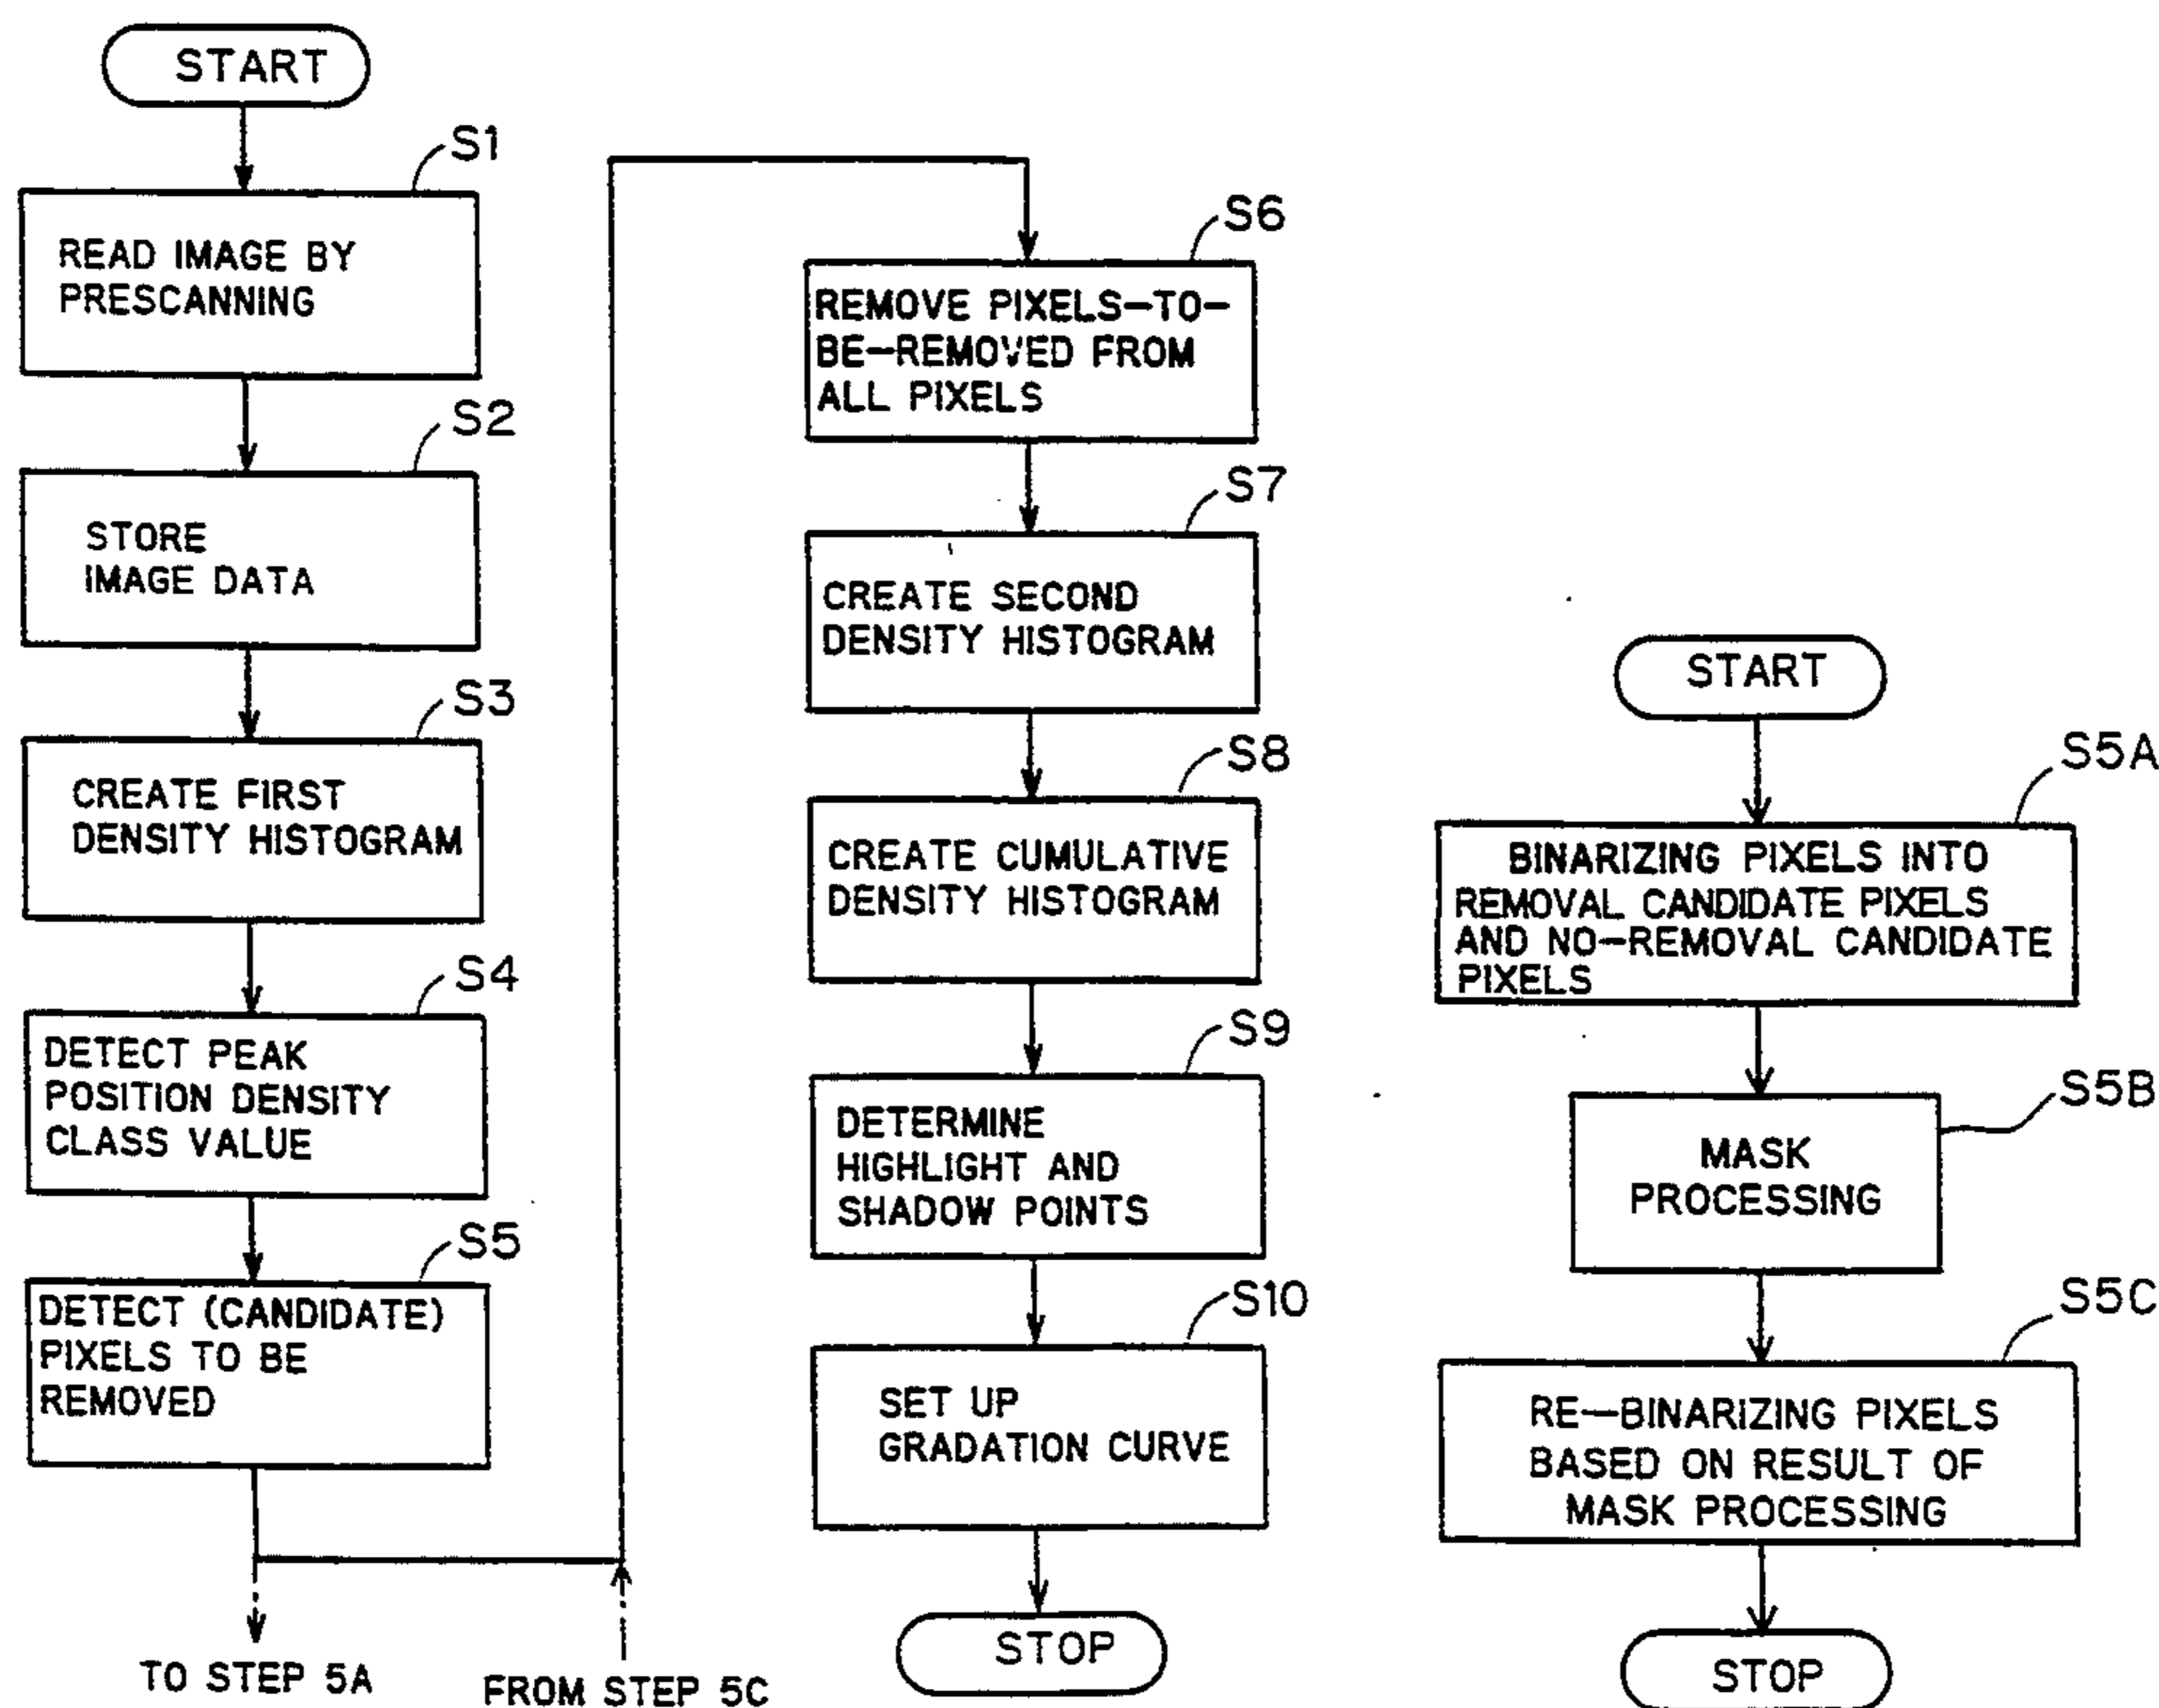 START
S1
READ IMAGE BY
PRESCANNING
S2
STORE
IMAGE DATA
S3
CREATE FIRST
DENSITY HISTOGRAM
S4
DETECT PEAK
POSITION DENSITY
CLASS VALUE
S5
DETECT (CANDIDATE)
PIXELS TO BE
REMOVED
TO STEP 5A
FROM STEP 5C
S6
REMOVE PIXELS-TO-
BE-REMOVED FROM
ALL PIXELS
S7
CREATE SECOND
DENSITY HISTOGRAM
S8
CREATE CUMULATIVE
DENSITY HISTOGRAM
S9
DETERMINE
HIGHLIGHT AND
SHADOW POINTS
S10
SET UP
GRADATION CURVE
STOP
START
S5A
BINARIZING PIXELS INTO
REMOVAL CANDIDATE PIXELS
AND NO-REMOVAL CANDIDATE
PIXELS
S5B
MASK
PROCESSING
S5C
RE-BINARIZING PIXELS
BASED ON RESULT OF
MASK PROCESSING
STOP